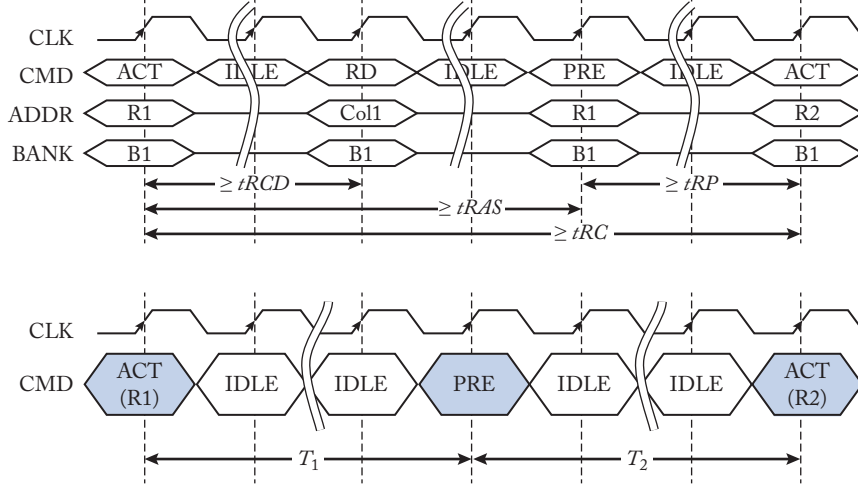 CLK
CMD ACT IDLE RD IDLE PRE IDLE ACT
ADDR R1 Col1 R1 R2
BANK B1 B1 B1 B1
≥ tRCD ≥ tRP
≥ tRAS
≥ tRC
CLK
CMD ACT (R1) IDLE IDLE PRE IDLE IDLE ACT (R2)
T1 T2